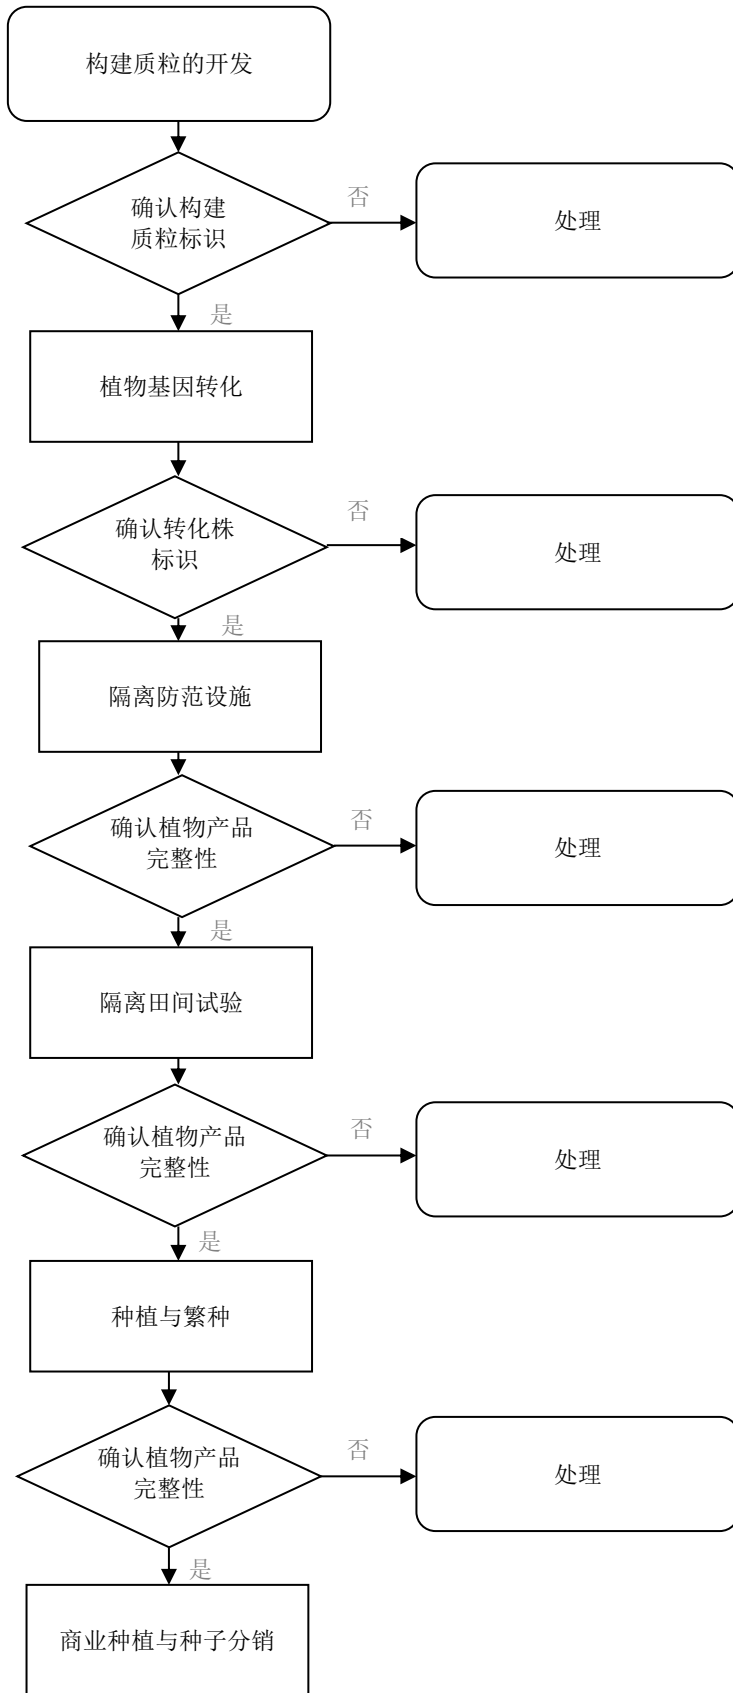 构建质粒的开发
确认构建
质粒标识
否
处理
是
植物基因转化
确认转化株
标识
否
处理
是
隔离防范设施
确认植物产品
完整性
否
处理
是
隔离田间试验
确认植物产品
完整性
否
处理
是
种植与繁种
确认植物产品
完整性
否
处理
是
商业种植与种子分销